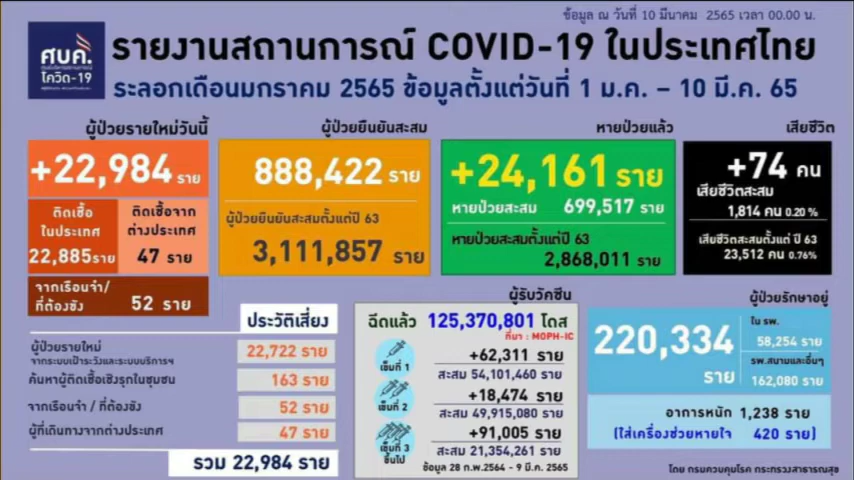 ข้อมูล ณ วันที่ 10 มีนาคม 2565 เวลา 00.00 น.
ศบค.
โควิด-19
รายงานสถานการณ์ COVID-19 ในประเทศไทย
ระลอกเดือนมกราคม 2565 ข้อมูลตั้งแต่วันที่ 1 ม.ค. – 10 มี.ค. 65
ผู้ป่วยรายใหม่วันนี้
+22,984 ราย
ติดเชื้อ
ในประเทศ
22,885ราย
ติดเชื้อจาก
ต่างประเทศ
47 ราย
จากเรือนจำ/
ที่ต้องขัง
52 ราย
ผู้ป่วยยืนยันสะสม
888,422 ราย
ผู้ป่วยยืนยันสะสมตั้งแต่ปี 63
3,111,857 ราย
หายป่วยแล้ว
+24,161 ราย
หายป่วยสะสม 699,517 ราย
หายป่วยสะสมตั้งแต่ปี 63
2,868,011 ราย
เสียชีวิต
+74 คน
เสียชีวิตสะสม
1,814 คน 0.20 %
เสียชีวิตสะสมตั้งแต่ ปี 63
23,512 คน 0.76%
ประวัติเสี่ยง
ผู้ป่วยรายใหม่
จากระบบเฝ้าระวังและระบบบริการฯ
22,722 ราย
ค้นหาผู้ติดเชื้อเชิงรุกในชุมชน
163 ราย
จากเรือนจำ / ที่ต้องขัง
52 ราย
ผู้ที่เดินทางจากต่างประเทศ
47 ราย
รวม 22,984 ราย
ผู้รับวัคซีน
ฉีดแล้ว 125,370,801 โดส
ที่มา : MOPH-IC
เข็มที่ 1
+62,311 ราย
สะสม 54,101,460 ราย
เข็มที่ 2
+18,474 ราย
สะสม 49,915,080 ราย
เข็มที่ 3
ขึ้นไป
+91,005 ราย
สะสม 21,354,261 ราย
ข้อมูล 28 ก.พ.2564 - 9 มี.ค. 2565
ผู้ป่วยรักษาอยู่
220,334
ราย
ใน รพ.
58,254 ราย
รพ.สนามและอื่นๆ
162,080 ราย
อาการหนัก 1,238 ราย
(ใส่เครื่องช่วยหายใจ 420 ราย)
โดย กรมควบคุมโรค กระทรวงสาธารณสุข